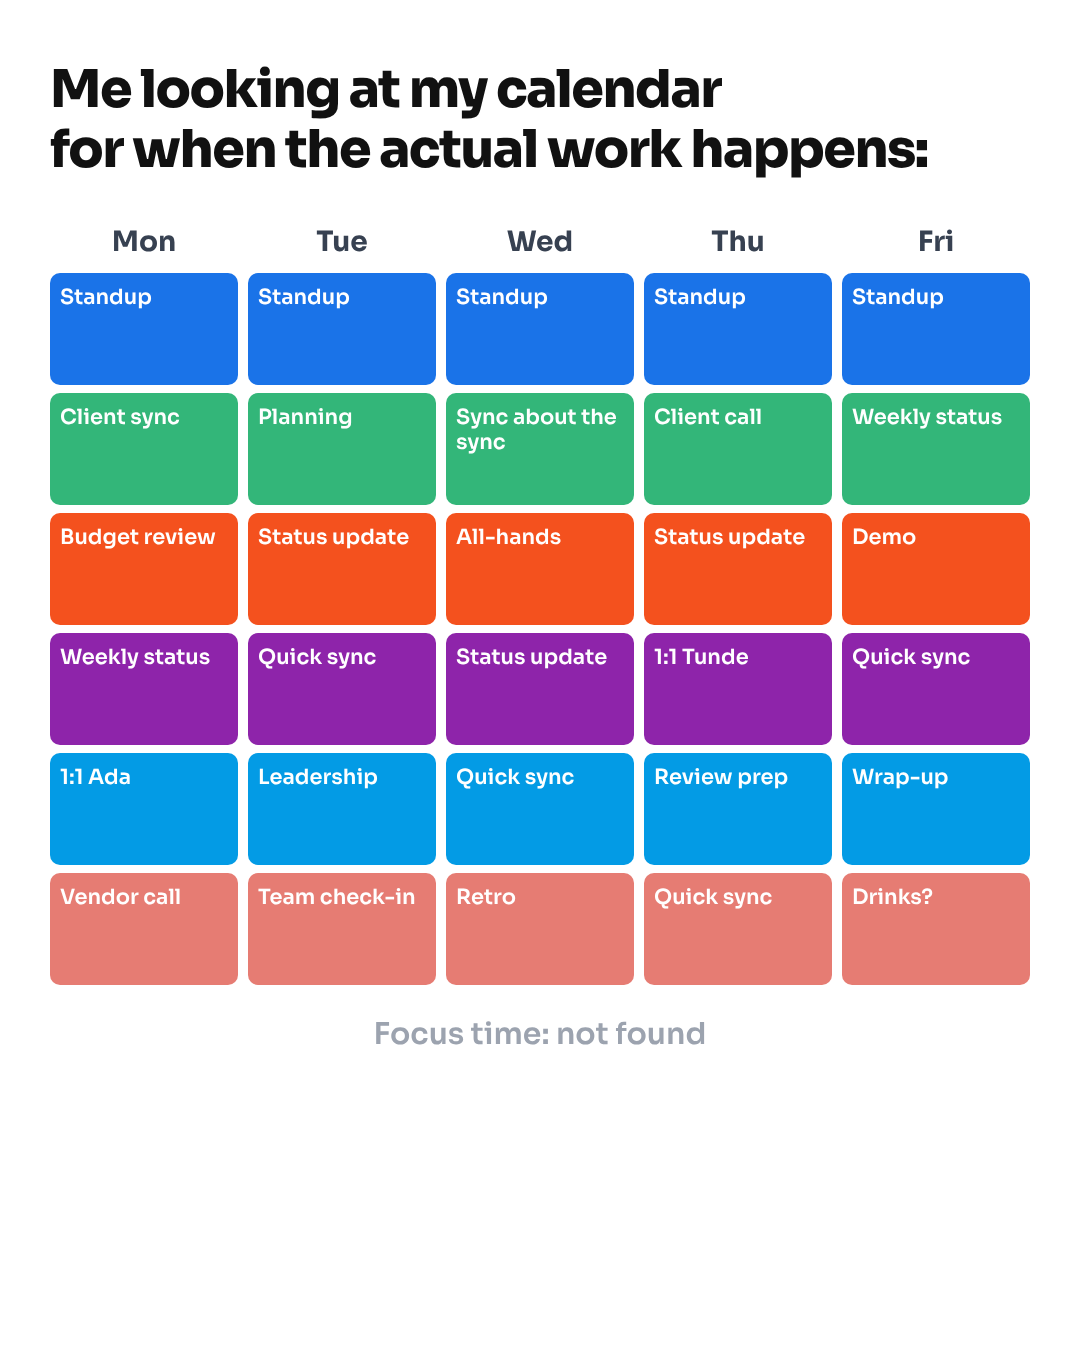 Me looking at my calendar
for when the actual work happens:
Mon
Tue
Wed
Thu
Fri
Standup
Standup
Standup
Standup
Standup
Client sync
Planning
Sync about the
sync
Client call
Weekly status
Budget review
Status update
All-hands
Status update
Demo
Weekly status
Quick sync
Status update
1:1 Tunde
Quick sync
1:1 Ada
Leadership
Quick sync
Review prep
Wrap-up
Vendor call
Team check-in
Retro
Quick sync
Drinks?
Focus time: not found